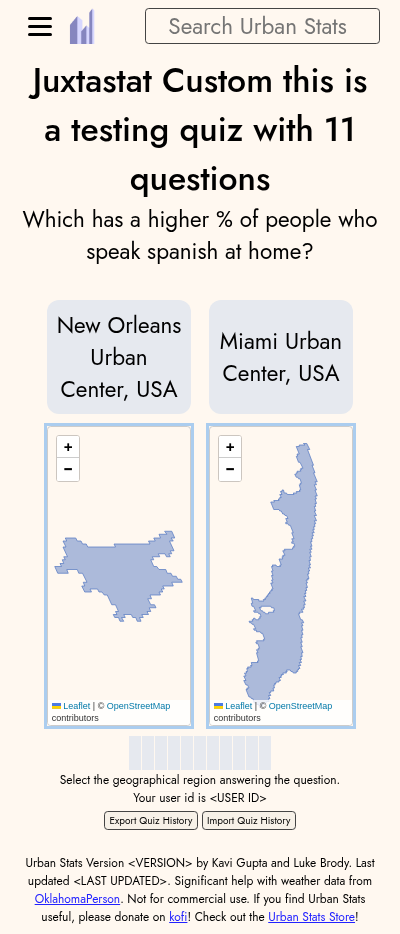 Search Urban Stats
Juxtastat Custom this is
a testing quiz with 11
questions
Which has a higher % of people who
speak spanish at home?
New Orleans
Urban
Center, USA
Miami Urban
Center, USA
+
−
+
−
Leaflet | © OpenStreetMap
contributors
Leaflet | © OpenStreetMap
contributors
Select the geographical region answering the question.
Your user id is <USER ID>
Export Quiz History
Import Quiz History
Urban Stats Version <VERSION> by Kavi Gupta and Luke Brody. Last
updated <LAST UPDATED>. Significant help with weather data from
OklahomaPerson. Not for commercial use. If you find Urban Stats
useful, please donate on kofi! Check out the Urban Stats Store!